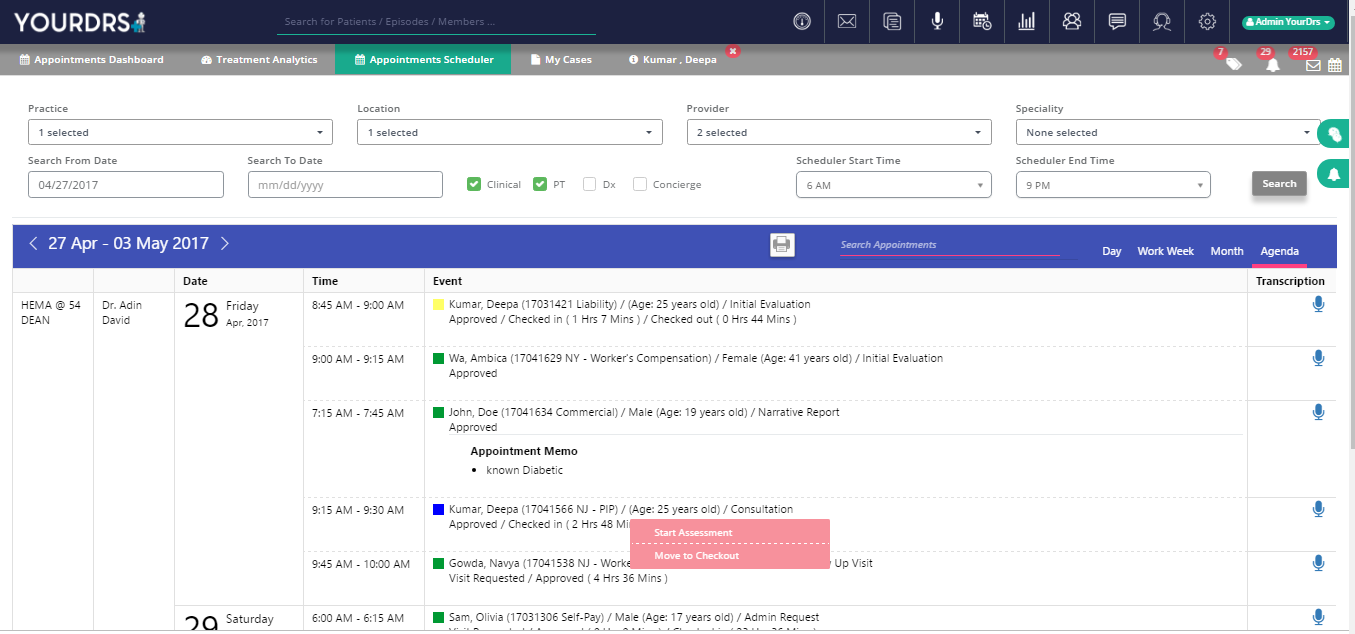 YOURDRS
Search for Patients / Episodes / Members ...
Admin YourDrs
Appointments Dashboard
Treatment Analytics
Appointments Scheduler
My Cases
Kumar , Deepa
7
29
2157
Practice
Location
Provider
Speciality
1 selected
1 selected
2 selected
None selected
Search From Date
Search To Date
Scheduler Start Time
Scheduler End Time
04/27/2017
mm/dd/yyyy
Clinical
PT
Dx
Concierge
6 AM
9 PM
Search
27 Apr - 03 May 2017
Search Appointments
Day
Work Week
Month
Agenda
Date
Time
Event
Transcription
HEMA @ 54
DEAN
Dr. Adin
David
28
Friday
Apr, 2017
8:45 AM - 9:00 AM
Kumar, Deepa (17031421 Liability) / (Age: 25 years old) / Initial Evaluation
Approved / Checked in ( 1 Hrs 7 Mins ) / Checked out ( 0 Hrs 44 Mins )
9:00 AM - 9:15 AM
Wa, Ambica (17041629 NY - Worker's Compensation) / Female (Age: 41 years old) / Initial Evaluation
Approved
7:15 AM - 7:45 AM
John, Doe (17041634 Commercial) / Male (Age: 19 years old) / Narrative Report
Approved
Appointment Memo
• known Diabetic
9:15 AM - 9:30 AM
Kumar, Deepa (17041566 NJ - PIP) / (Age: 25 years old) / Consultation
Approved / Checked in ( 2 Hrs 48
Start Assessment
Move to Checkout
9:45 AM - 10:00 AM
Gowda, Navya (17041538 NJ - Up Visit
Visit Requested / Approved ( 4 Hrs 36 Mins )
29
Saturday
6:00 AM - 6:15 AM
Sam, Olivia (17031306 Self-Pay) / Male (Age: 17 years old) / Admin Request